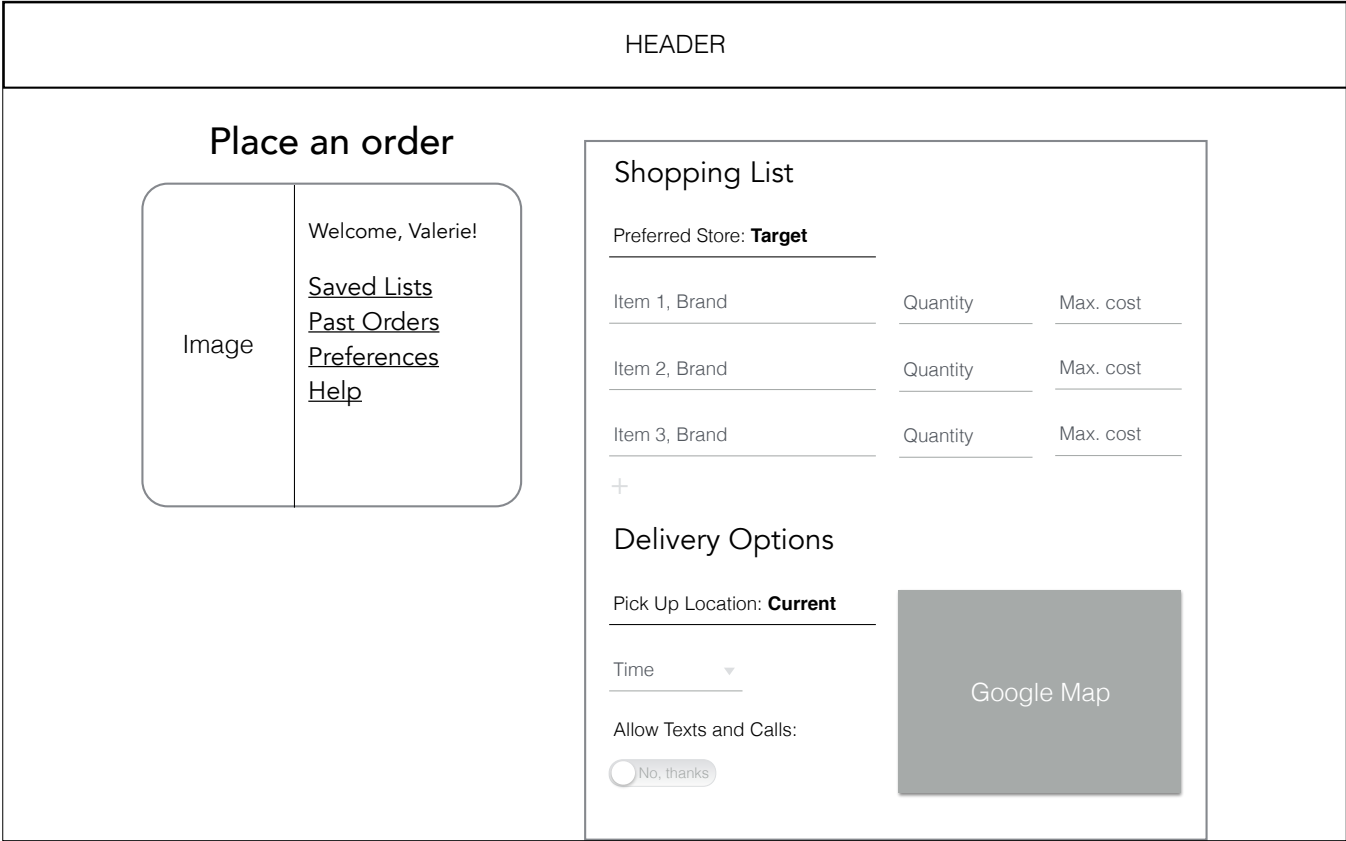 HEADER
Place an order
Image
Welcome, Valerie!
Saved Lists
Past Orders
Preferences
Help
Shopping List
Preferred Store: Target
Item 1, Brand Quantity Max. cost
Item 2, Brand Quantity Max. cost
Item 3, Brand Quantity Max. cost
+
Delivery Options
Pick Up Location: Current
Time
Allow Texts and Calls:
No, thanks
Google Map